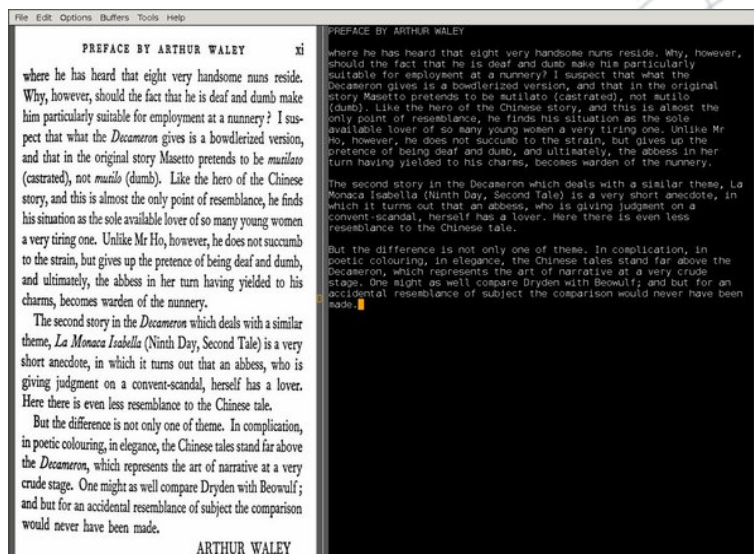 File Edit Options Buffers Tools Help
PREFACE BY ARTHUR WALEY xi
where he has heard that eight very handsome nuns reside.
Why, however, should the fact that he is deaf and dumb make
him particularly suitable for employment at a nunnery? I sus-
pect that what the Decameron gives is a bowdlerized version,
and that in the original story Masetto pretends to be mutilato
(castrated), not mutilo (dumb). Like the hero of the Chinese
story, and this is almost the only point of resemblance, he finds
his situation as the sole available lover of so many young women
a very tiring one. Unlike Mr Ho, however, he does not succumb
to the strain, but gives up the pretence of being deaf and dumb,
and ultimately, the abbess in her turn having yielded to his
charms, becomes warden of the nunnery.
The second story in the Decameron which deals with a similar
theme, La Monaca Isabella (Ninth Day, Second Tale) is a very
short anecdote, in which it turns out that an abbess, who is
giving judgment on a convent-scandal, herself has a lover.
Here there is even less resemblance to the Chinese tale.
But the difference is not only one of theme. In complication,
in poetic colouring, in elegance, the Chinese tales stand far above
the Decameron, which represents the art of narrative at a very
crude stage. One might as well compare Dryden with Beowulf;
and but for an accidental resemblance of subject the comparison
would never have been made.
ARTHUR WALEY
PREFACE BY ARTHUR WALEY
where he has heard that eight very handsome nuns reside. Why, however,
should the fact that he is deaf and dumb make him particularly
suitable for employment at a nunnery? I suspect that what the
Decameron gives is a bowdlerized version, and that in the original
story Masetto pretends to be mutilato (castrated), not mutilo
(dumb). Like the hero of the Chinese story, and this is almost the
only point of resemblance, he finds his situation as the sole
available lover of so many young women a very tiring one. Unlike Mr
Ho, however, he does not succumb to the strain, but gives up the
pretence of being deaf and dumb, and ultimately, the abbess in her
turn having yielded to his charms, becomes warden of the nunnery.
The second story in the Decameron which deals with a similar theme, La
Monaca Isabella (Ninth Day, Second Tale) is a very short anecdote, in
which it turns out that an abbess, who is giving judgment on a
convent-scandal, herself has a lover. Here there is even less
resemblance to the Chinese tale.
But the difference is not only one of theme. In complication, in
poetic colouring, in elegance, the Chinese tales stand far above the
Decameron, which represents the art of narrative at a very crude
stage. One might as well compare Dryden with Beowulf; and but for an
accidental resemblance of subject the comparison would never have been
made.